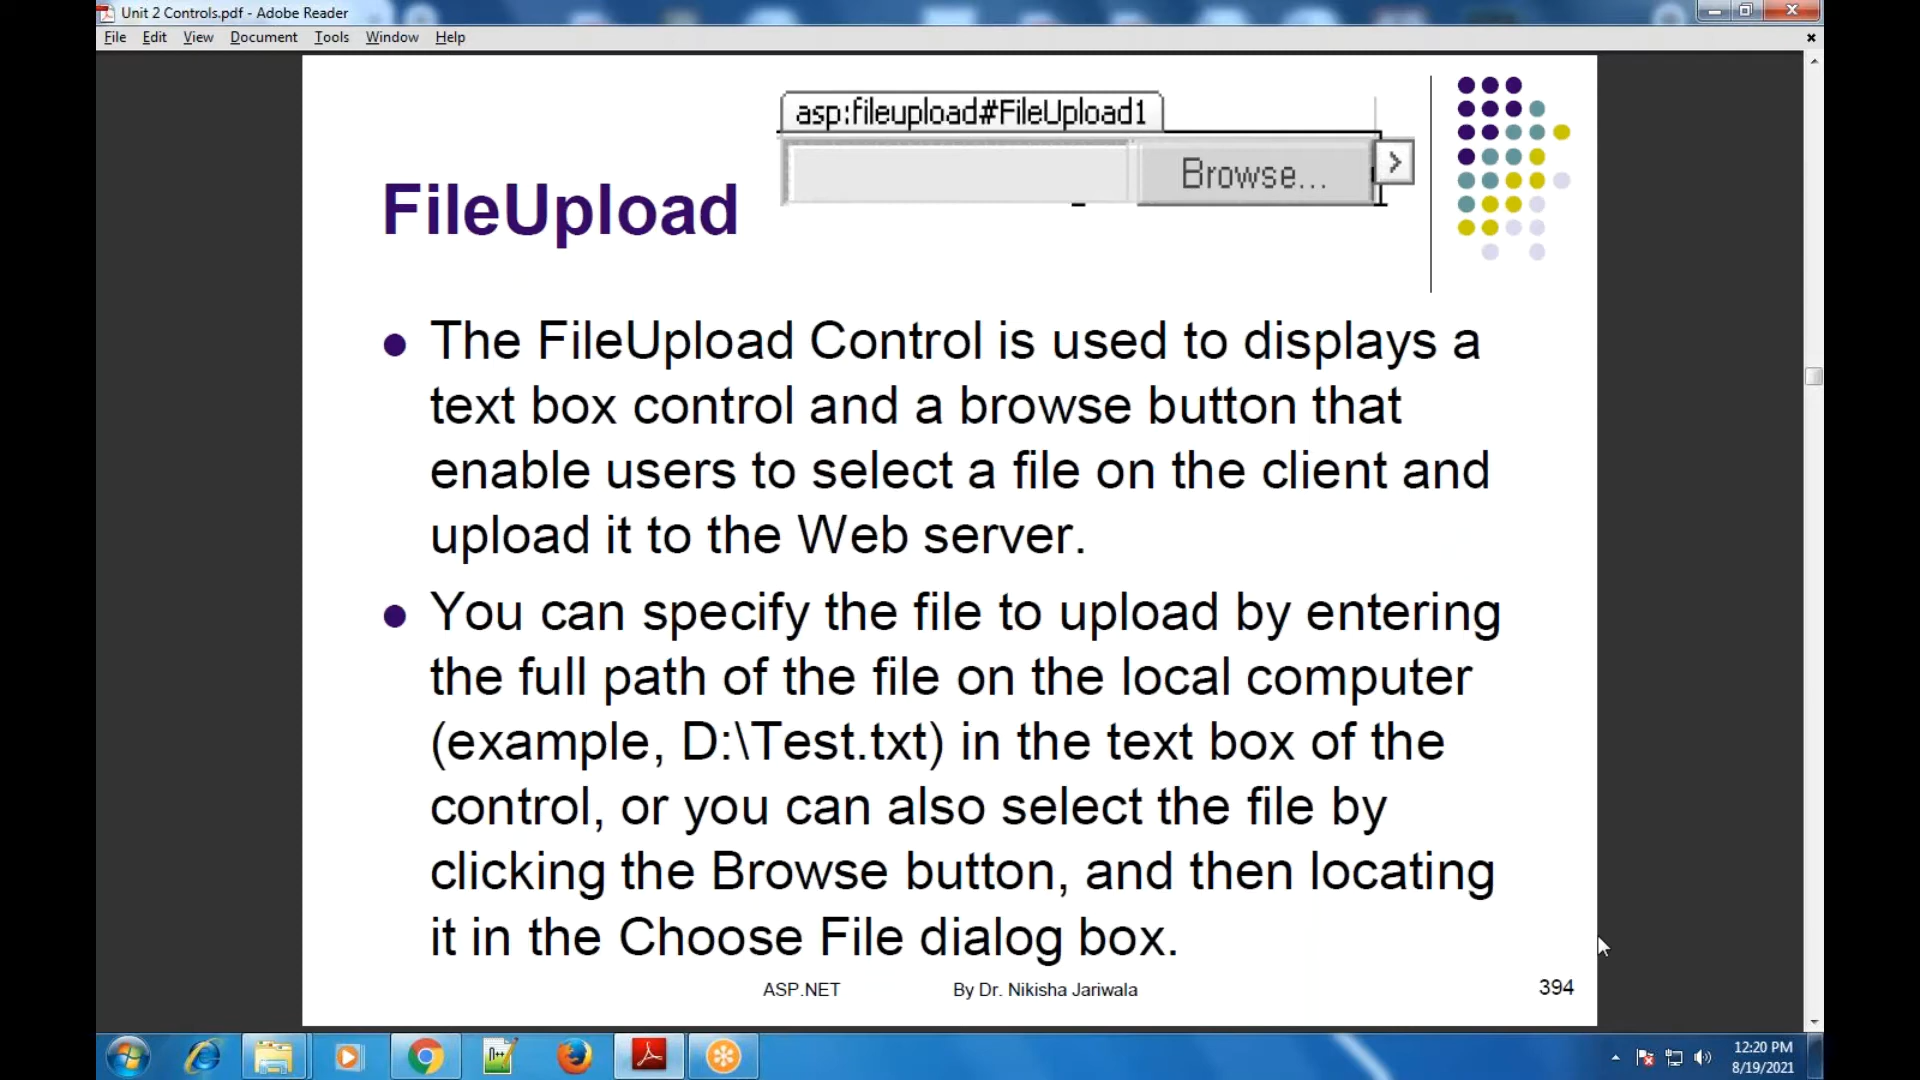 Unit 2 Controls.pdf - Adobe Reader
File Edit View Document Tools Window Help
asp:fileupload#FileUpload1
Browse...
FileUpload
The FileUpload Control is used to displays a
text box control and a browse button that
enable users to select a file on the client and
upload it to the Web server.
You can specify the file to upload by entering
the full path of the file on the local computer
(example, D:\Test.txt) in the text box of the
control, or you can also select the file by
clicking the Browse button, and then locating
it in the Choose File dialog box.
ASP.NET By Dr. Nikisha Jariwala 394
12:20 PM
8/19/2021